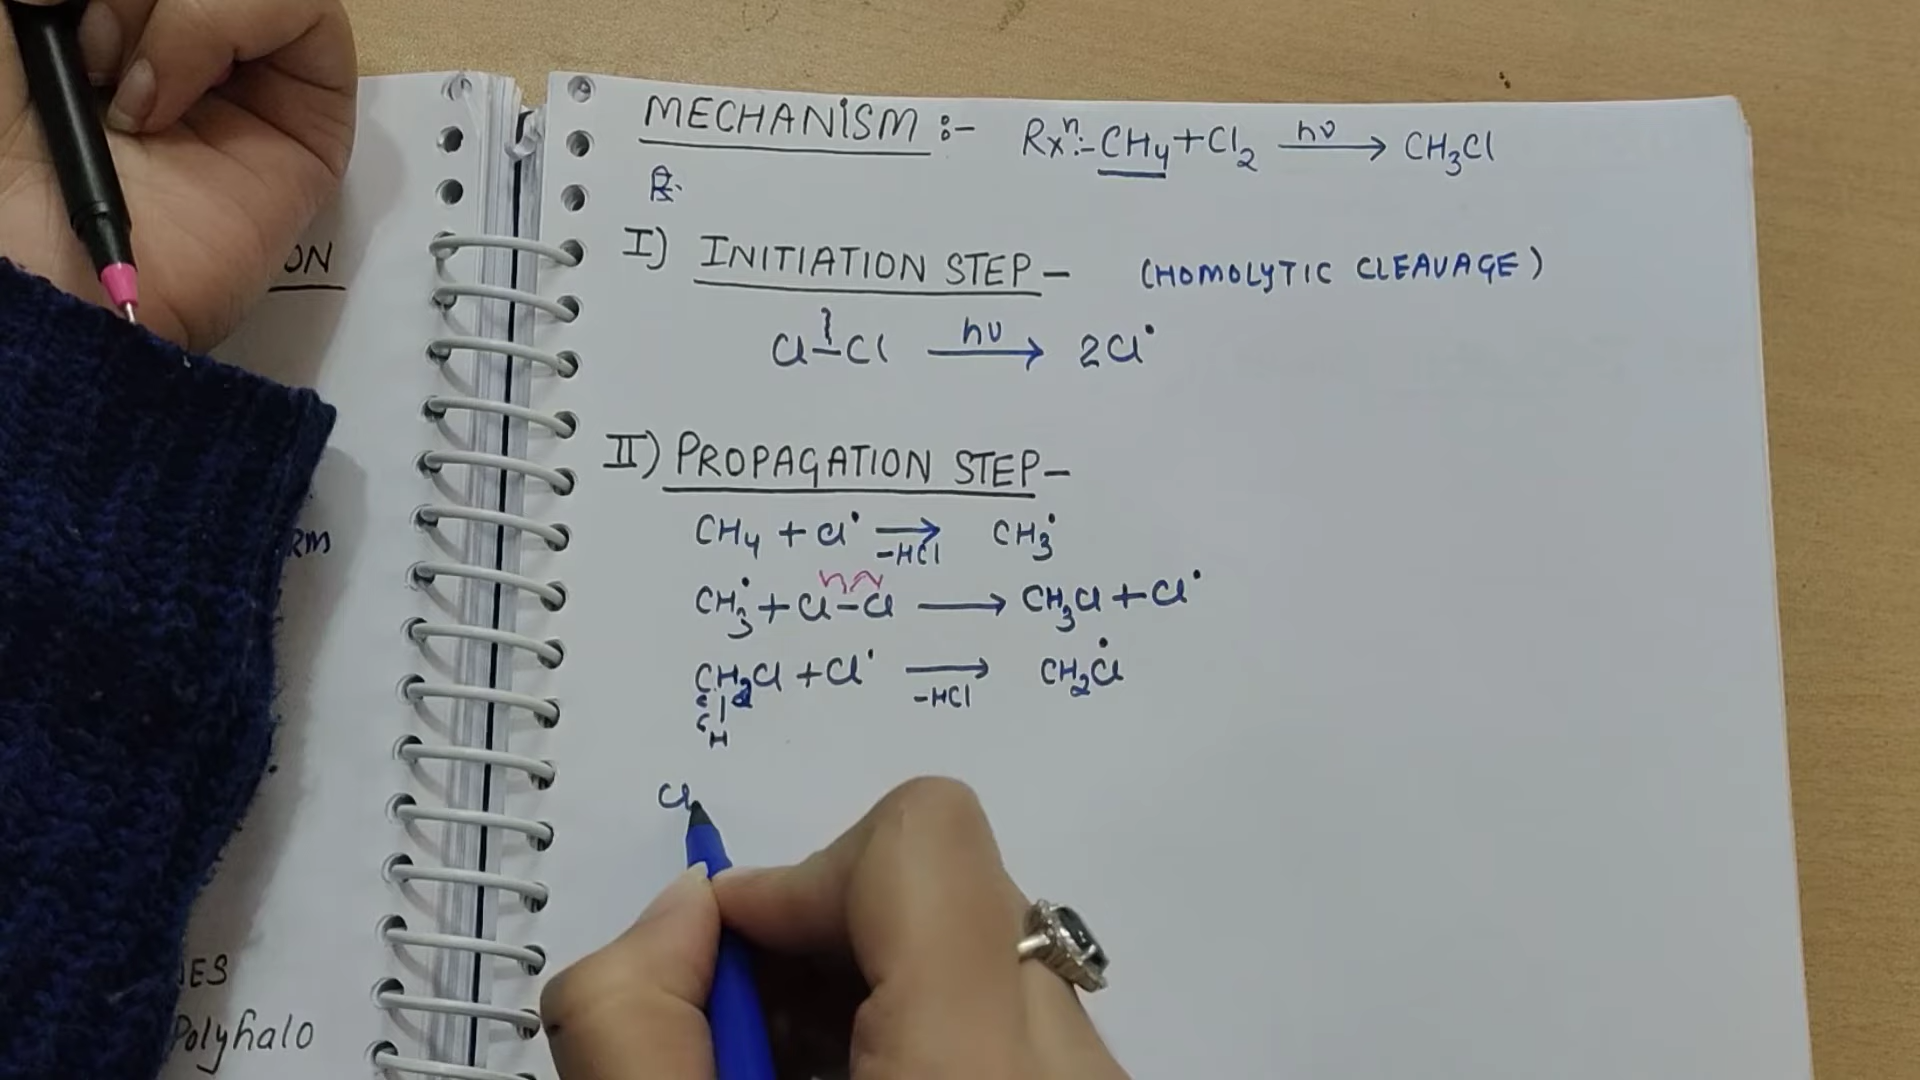 MECHANISM :- Rxⁿ:- CH₄ + Cl₂ hν⟶ CH₃Cl
I) INITIATION STEP – (HOMOLYTIC CLEAVAGE)
Cl–Cl hν⟶ 2Cl•
II) PROPAGATION STEP –
CH₄ + Cl• ⟶ -HCl CH₃•
CH₃• + Cl–Cl ⟶ CH₃Cl + Cl•
CH₂Cl + Cl• ⟶ -HCl CH₂Cl•
H
ON
RM
Polyhalo